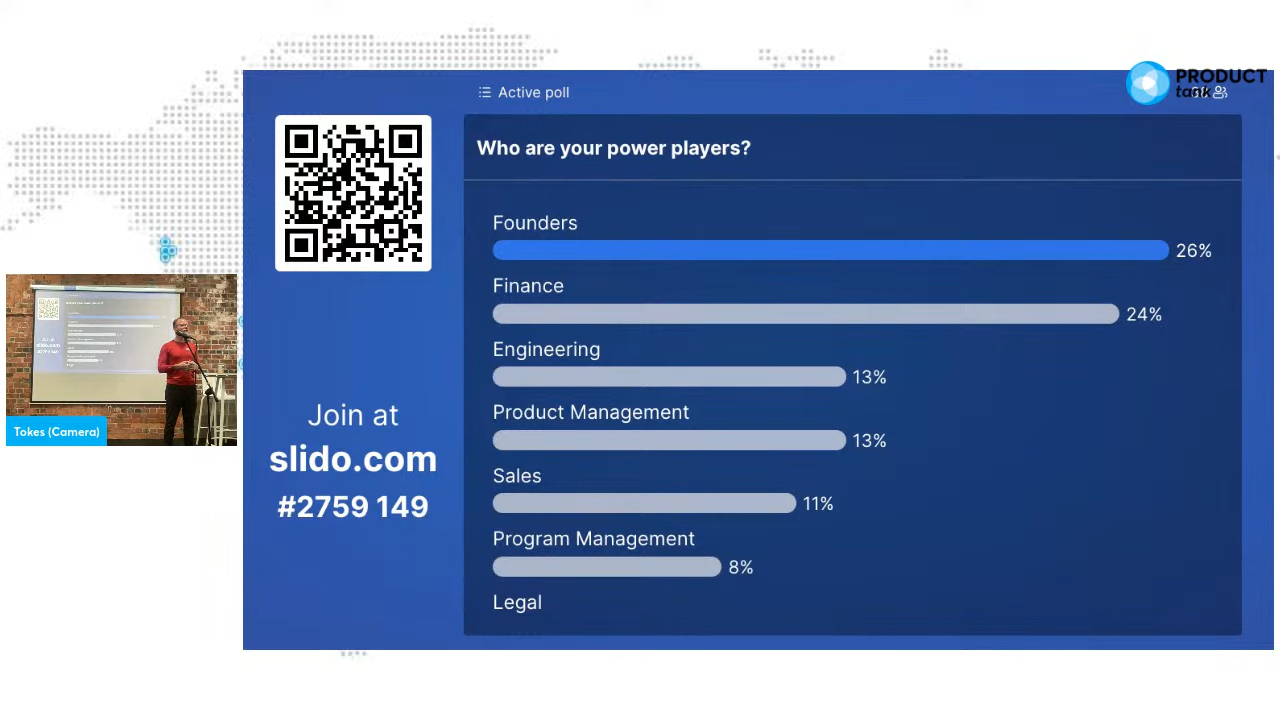 Active poll
PRODUCT
tank
Who are your power players?
Founders
26%
Finance
24%
Engineering
13%
Product Management
13%
Sales
11%
Program Management
8%
Legal
Join at
slido.com
#2759 149
Tokes (Camera)